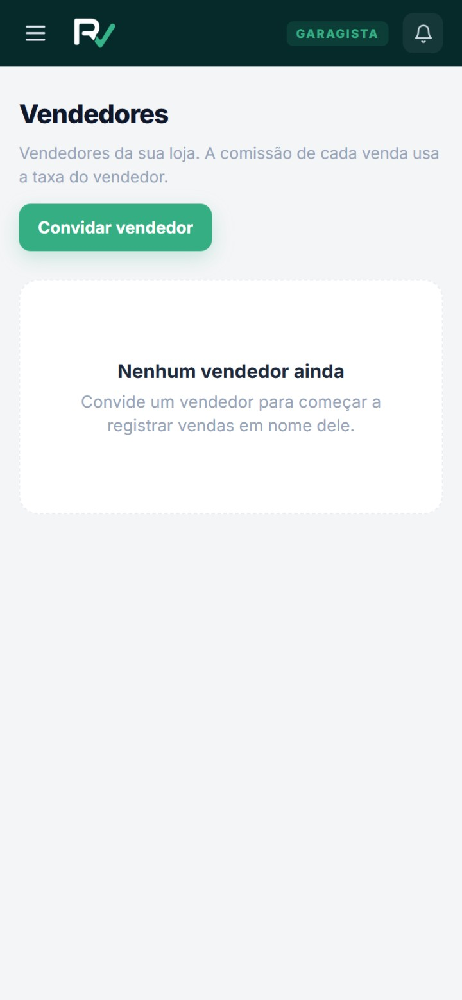 RV
GARAGISTA
Vendedores
Vendedores da sua loja. A comissão de cada venda usa
a taxa do vendedor.
Convidar vendedor
Nenhum vendedor ainda
Convide um vendedor para começar a
registrar vendas em nome dele.